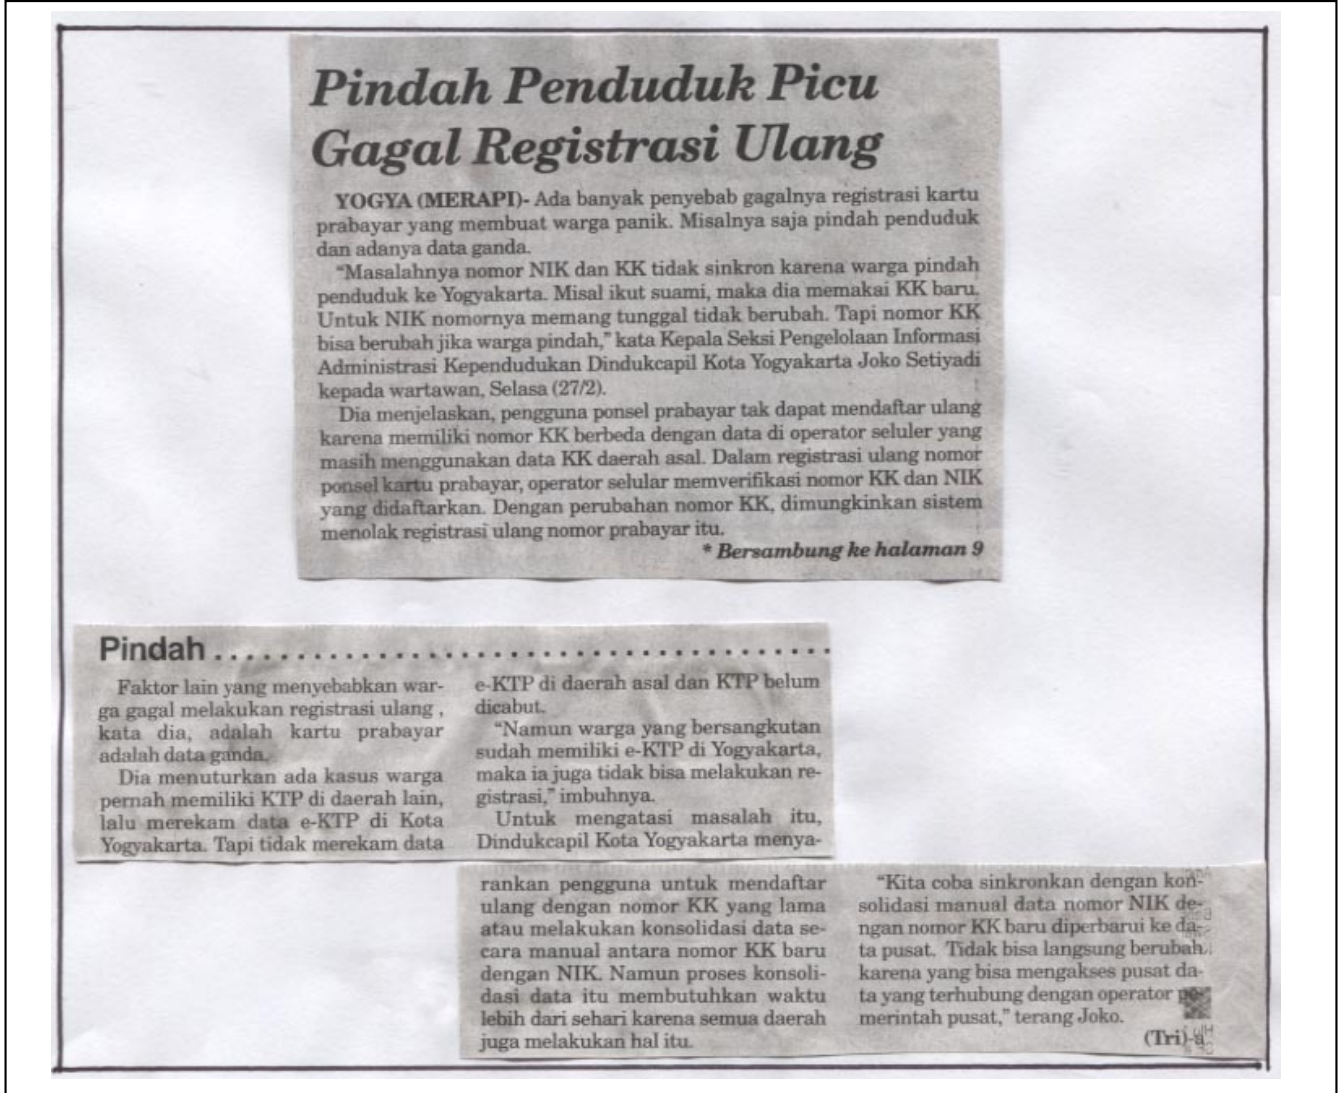 Pindah Penduduk Picu
Gagal Registrasi Ulang
YOGYA (MERAPI)- Ada banyak penyebab gagalnya registrasi kartu
prabayar yang membuat warga panik. Misalnya saja pindah penduduk
dan adanya data ganda.
“Masalahnya nomor NIK dan KK tidak sinkron karena warga pindah
penduduk ke Yogyakarta. Misal ikut suami, maka dia memakai KK baru.
Untuk NIK nomornya memang tunggal tidak berubah. Tapi nomor KK
bisa berubah jika warga pindah,” kata Kepala Seksi Pengelolaan Informasi
Administrasi Kependudukan Dindukcapil Kota Yogyakarta Joko Setiyadi
kepada wartawan, Selasa (27/2).
Dia menjelaskan, pengguna ponsel prabayar tak dapat mendaftar ulang
karena memiliki nomor KK berbeda dengan data di operator seluler yang
masih menggunakan data KK daerah asal. Dalam registrasi ulang nomor
ponsel kartu prabayar, operator selular memverifikasi nomor KK dan NIK
yang didaftarkan. Dengan perubahan nomor KK, dimungkinkan sistem
menolak registrasi ulang nomor prabayar itu.
* Bersambung ke halaman 9
Pindah ......................................
Faktor lain yang menyebabkan war-
ga gagal melakukan registrasi ulang ,
kata dia, adalah kartu prabayar
adalah data ganda.
Dia menuturkan ada kasus warga
pernah memiliki KTP di daerah lain,
lalu merekam data e-KTP di Kota
Yogyakarta. Tapi tidak merekam data
e-KTP di daerah asal dan KTP belum
dicabut.
“Namun warga yang bersangkutan
sudah memiliki e-KTP di Yogyakarta,
maka ia juga tidak bisa melakukan re-
gistrasi,” imbuhnya.
Untuk mengatasi masalah itu,
Dindukcapil Kota Yogyakarta menya-
rankan pengguna untuk mendaftar
ulang dengan nomor KK yang lama
atau melakukan konsolidasi data se-
cara manual antara nomor KK baru
dengan NIK. Namun proses konsoli-
dasi data itu membutuhkan waktu
lebih dari sehari karena semua daerah
juga melakukan hal itu.
“Kita coba sinkronkan dengan kon-
solidasi manual data nomor NIK de-
ngan nomor KK baru diperbarui ke da-
ta pusat. Tidak bisa langsung berubah
karena yang bisa mengakses pusat da-
ta yang terhubung dengan operator pe-
merintah pusat,” terang Joko.
(Tri)-a